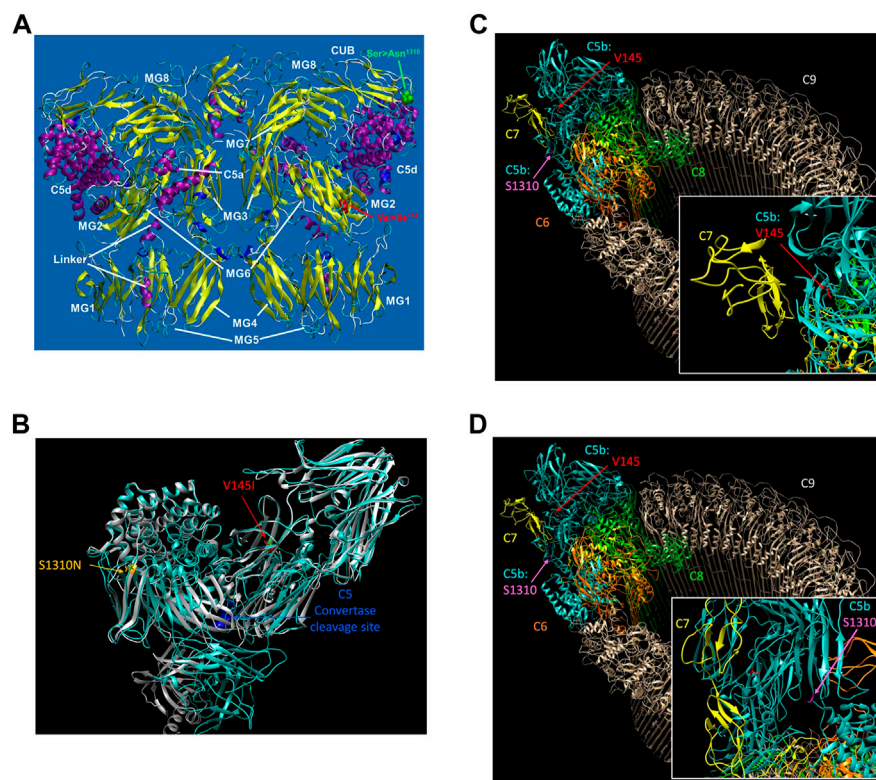 A
Ser>Asn¹³¹⁰
CUB
MG8
MG8
MG7
C5d
C5a
C5d
MG3
MG2
MG2
Linker
MG6
MG1
MG1
MG4
MG5
B
V145I
S1310N
C5
Convertase
cleavage site
C
C5b:
V145
C9
C7
C5b:
S1310
C8
C6
C5b:
V145
C7
D
C5b:
V145
C9
C7
C5b:
S1310
C8
C6
C5b
S1310
C7